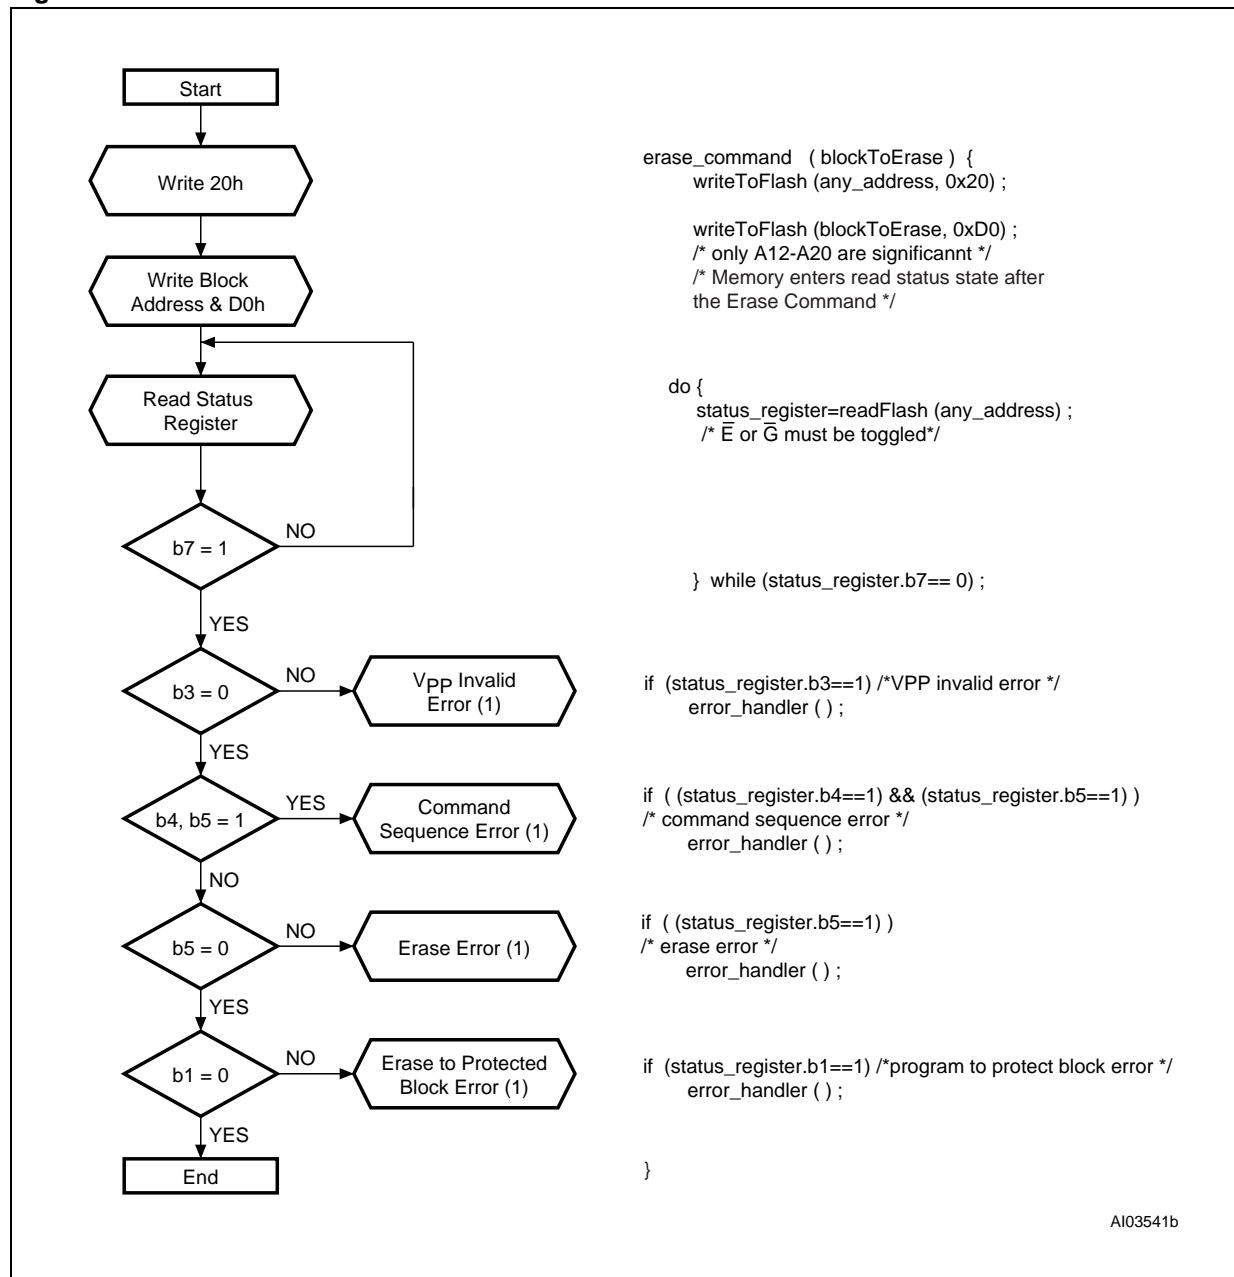 Start
Write 20h
Write Block
Address & D0h
Read Status
Register
NO
b7 = 1
YES
b3 = 0
NO
VPP Invalid
Error (1)
YES
b4, b5 = 1
YES
Command
Sequence Error (1)
NO
b5 = 0
NO
Erase Error (1)
YES
b1 = 0
NO
Erase to Protected
Block Error (1)
YES
End
erase_command ( blockToErase ) {
writeToFlash (any_address, 0x20) ;
writeToFlash (blockToErase, 0xD0) ;
/* only A12-A20 are significannt */
/* Memory enters read status state after
the Erase Command */
do {
status_register=readFlash (any_address) ;
/* E̅ or G̅ must be toggled*/
} while (status_register.b7== 0) ;
if (status_register.b3==1) /*VPP invalid error */
error_handler ( ) ;
if ( (status_register.b4==1) && (status_register.b5==1) )
/* command sequence error */
error_handler ( ) ;
if ( (status_register.b5==1) )
/* erase error */
error_handler ( ) ;
if (status_register.b1==1) /*program to protect block error */
error_handler ( ) ;
}
AI03541b